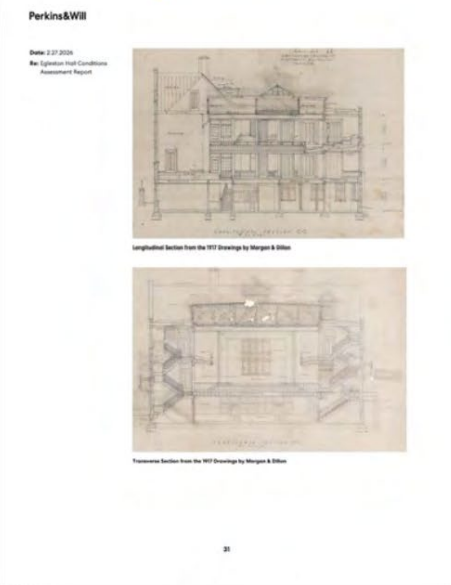 Perkins&Will
Date: 2.27.2026
Re: Egleston Hall Conditions
Assessment Report
Longitudinal Section from the 1917 Drawings by Morgan & Dillon
Transverse Section from the 1917 Drawings by Morgan & Dillon
31